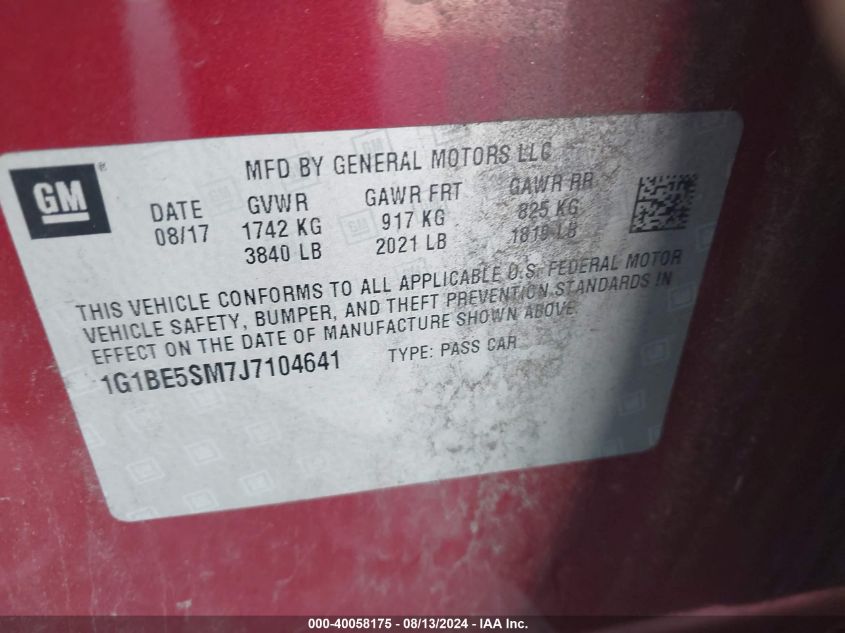 GM ®
MFD BY GENERAL MOTORS LLC
DATE GVWR GAWR FRT GAWR RR
08/17 1742 KG 917 KG 825 KG
3840 LB 2021 LB 1819 LB
THIS VEHICLE CONFORMS TO ALL APPLICABLE U.S. FEDERAL MOTOR
VEHICLE SAFETY, BUMPER, AND THEFT PREVENTION STANDARDS IN
EFFECT ON THE DATE OF MANUFACTURE SHOWN ABOVE.
1G1BE5SM7J7104641 TYPE: PASS CAR
000-40058175 - 08/13/2024 - IAA Inc.